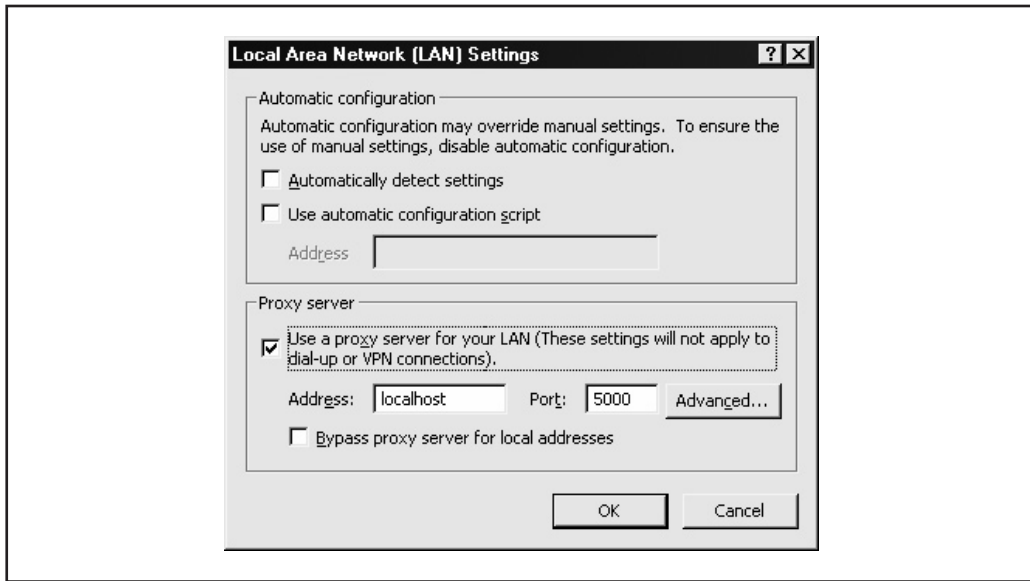 Local Area Network (LAN) Settings
Automatic configuration
Automatic configuration may override manual settings. To ensure the
use of manual settings, disable automatic configuration.
Automatically detect settings
Use automatic configuration script
Address
Proxy server
Use a proxy server for your LAN (These settings will not apply to
dial-up or VPN connections).
Address: localhost Port: 5000 Advanced...
Bypass proxy server for local addresses
OK Cancel